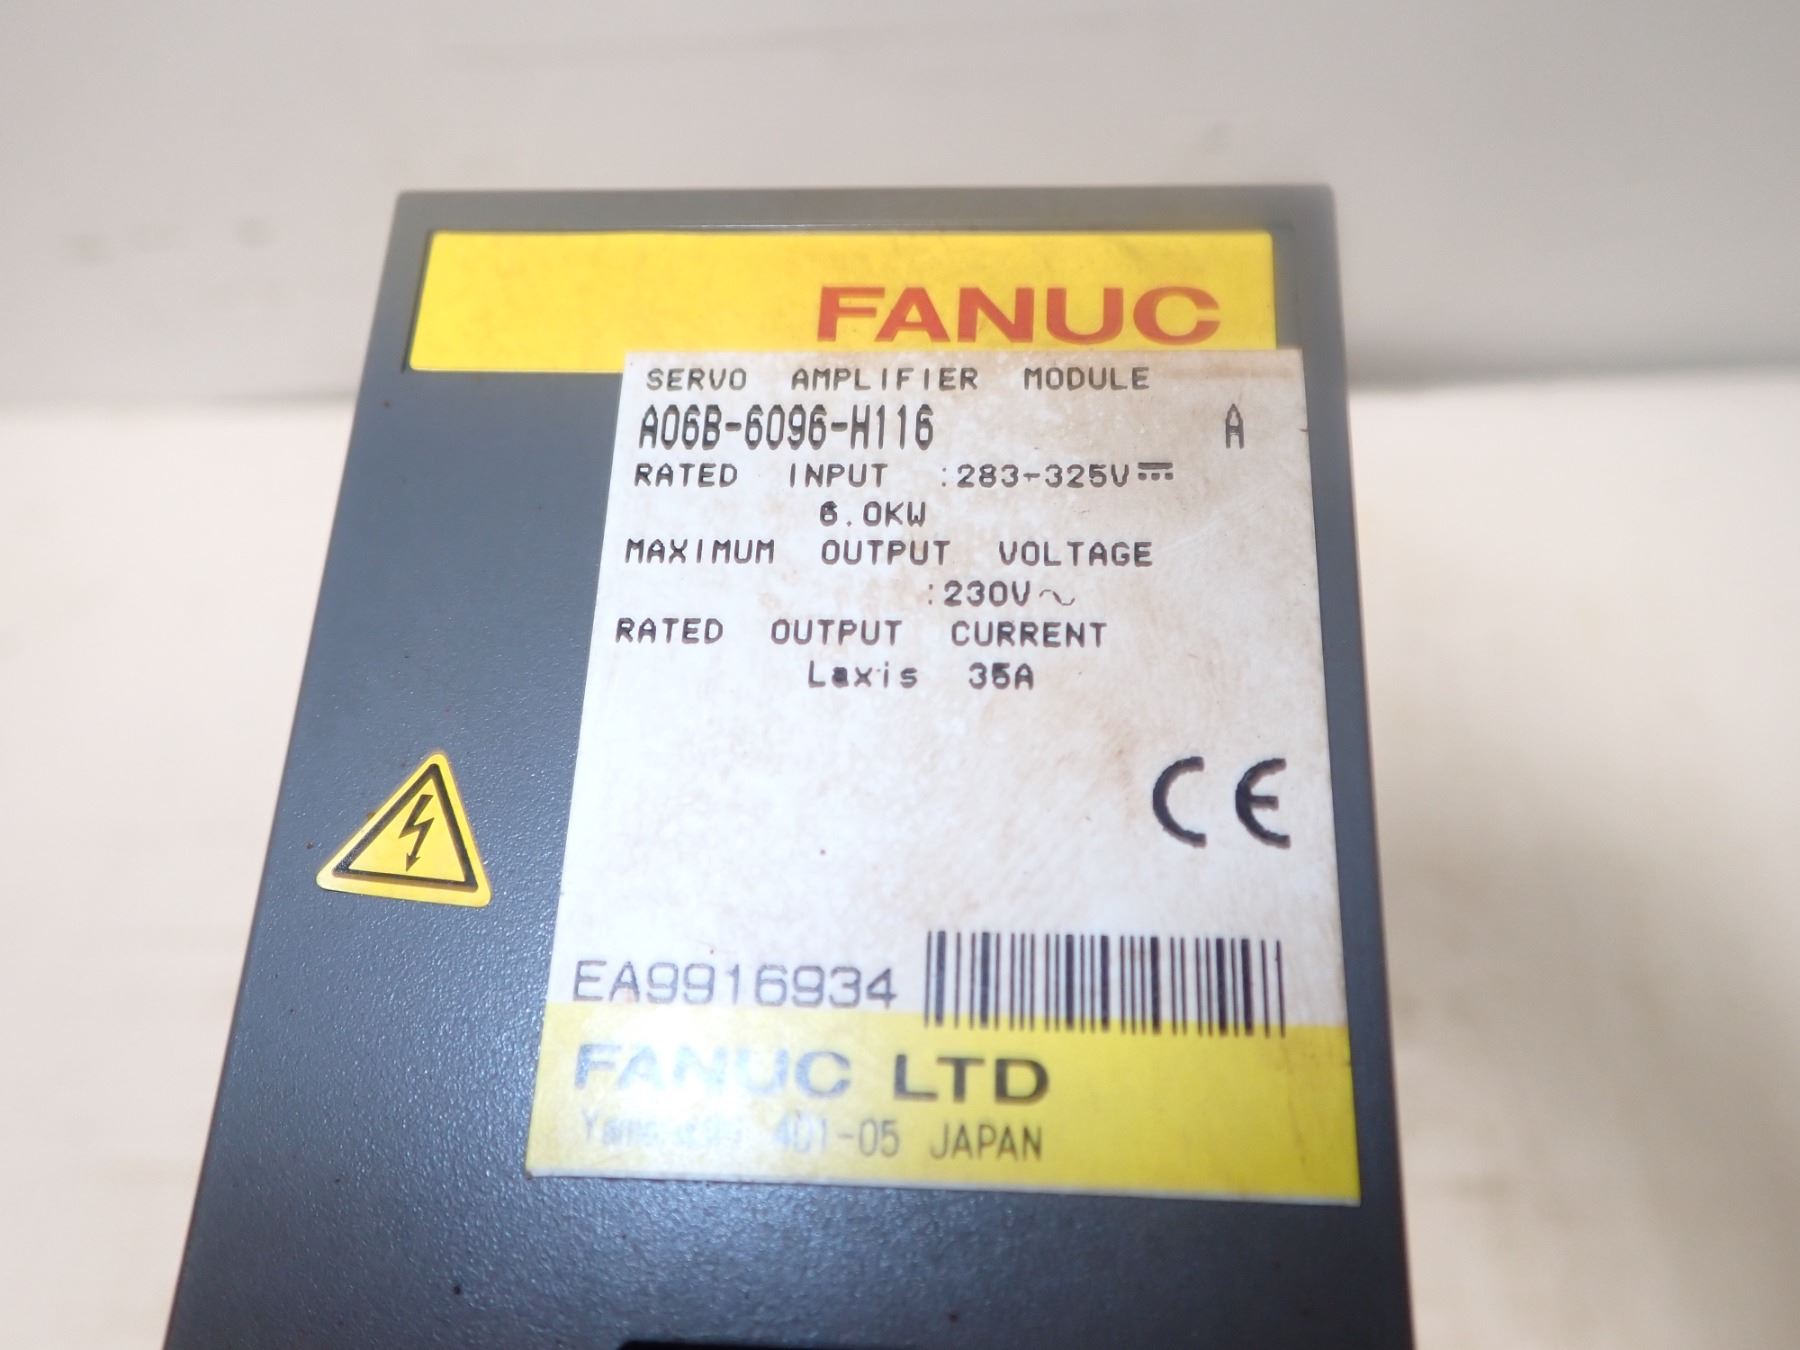 FANUC
SERVO AMPLIFIER MODULE
A06B-6096-H116 A
RATED INPUT :283-325V⎓
6.0KW
MAXIMUM OUTPUT VOLTAGE
:230V~
RATED OUTPUT CURRENT
Laxis 35A
CE
EA9916934
FANUC LTD
401-05 JAPAN